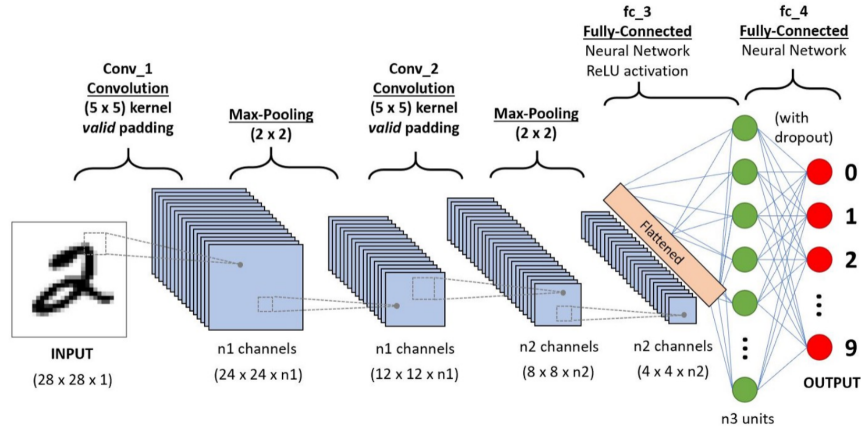 fc_3
Fully-Connected
Neural Network
ReLU activation
fc_4
Fully-Connected
Neural Network
Conv_1
Convolution
(5 x 5) kernel
valid padding
Max-Pooling
(2 x 2)
Conv_2
Convolution
(5 x 5) kernel
valid padding
Max-Pooling
(2 x 2)
(with
dropout)
Flattened
0
1
2
9
OUTPUT
INPUT
(28 x 28 x 1)
n1 channels
(24 x 24 x n1)
n1 channels
(12 x 12 x n1)
n2 channels
(8 x 8 x n2)
n2 channels
(4 x 4 x n2)
n3 units